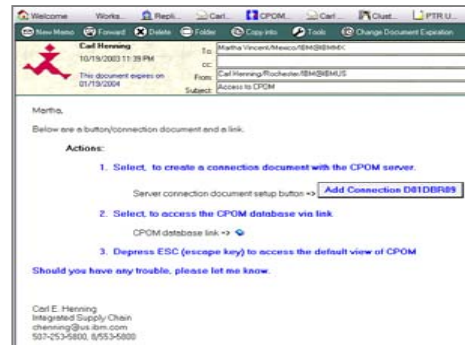 Welcome Works... Repli... Carl... CPOM... Carl... Clust... PTR U...
New Memo Forward Delete Folder Copy into Tools Change Document Expiration
Carl Henning
10/19/2003 11:39 PM
This document expires on
01/19/2004
To: Martha Vincent/Mexico/IBM@IBMMX
cc:
From: Carl Henning/Rochester/IBM@IBMUS
Subject: Access to CPOM
Martha,
Below are a button/connection document and a link.
Actions:
1. Select, to create a connection document with the CPOM server.
Server connection document setup button => Add Connection D01DBR09
2. Select, to access the CPOM database via link
CPOM database link =>
3. Depress ESC (escape key) to access the default view of CPOM
Should you have any trouble, please let me know.
Carl E. Henning
Integrated Supply Chain
chenning@us.ibm.com
507-253-5800, 8/553-5800